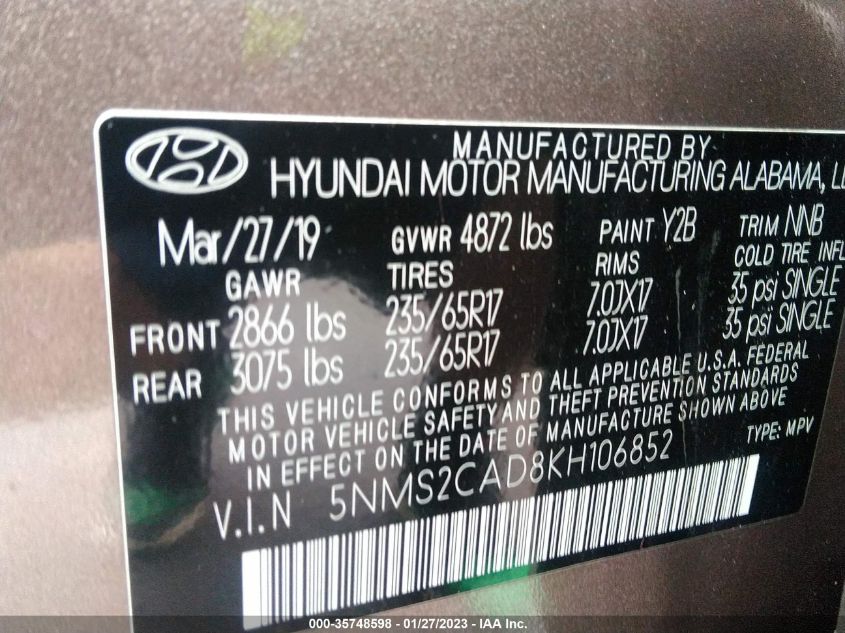 MANUFACTURED BY
HYUNDAI MOTOR MANUFACTURING ALABAMA,
Mar/27/19 GVWR 4872 lbs PAINT Y2B TRIM NNB
GAWR TIRES RIMS COLD TIRE INFL
FRONT 2866 lbs 235/65R17 7.0JX17 35 psi SINGLE
REAR 3075 lbs 235/65R17 7.0JX17 35 psi SINGLE
THIS VEHICLE CONFORMS TO ALL APPLICABLE U.S.A. FEDERAL
MOTOR VEHICLE SAFETY AND THEFT PREVENTION STANDARDS
IN EFFECT ON THE DATE OF MANUFACTURE SHOWN ABOVE
V.I.N 5NMS2CAD8KH106852 TYPE: MPV
000-35748598 - 01/27/2023 - IAA Inc.